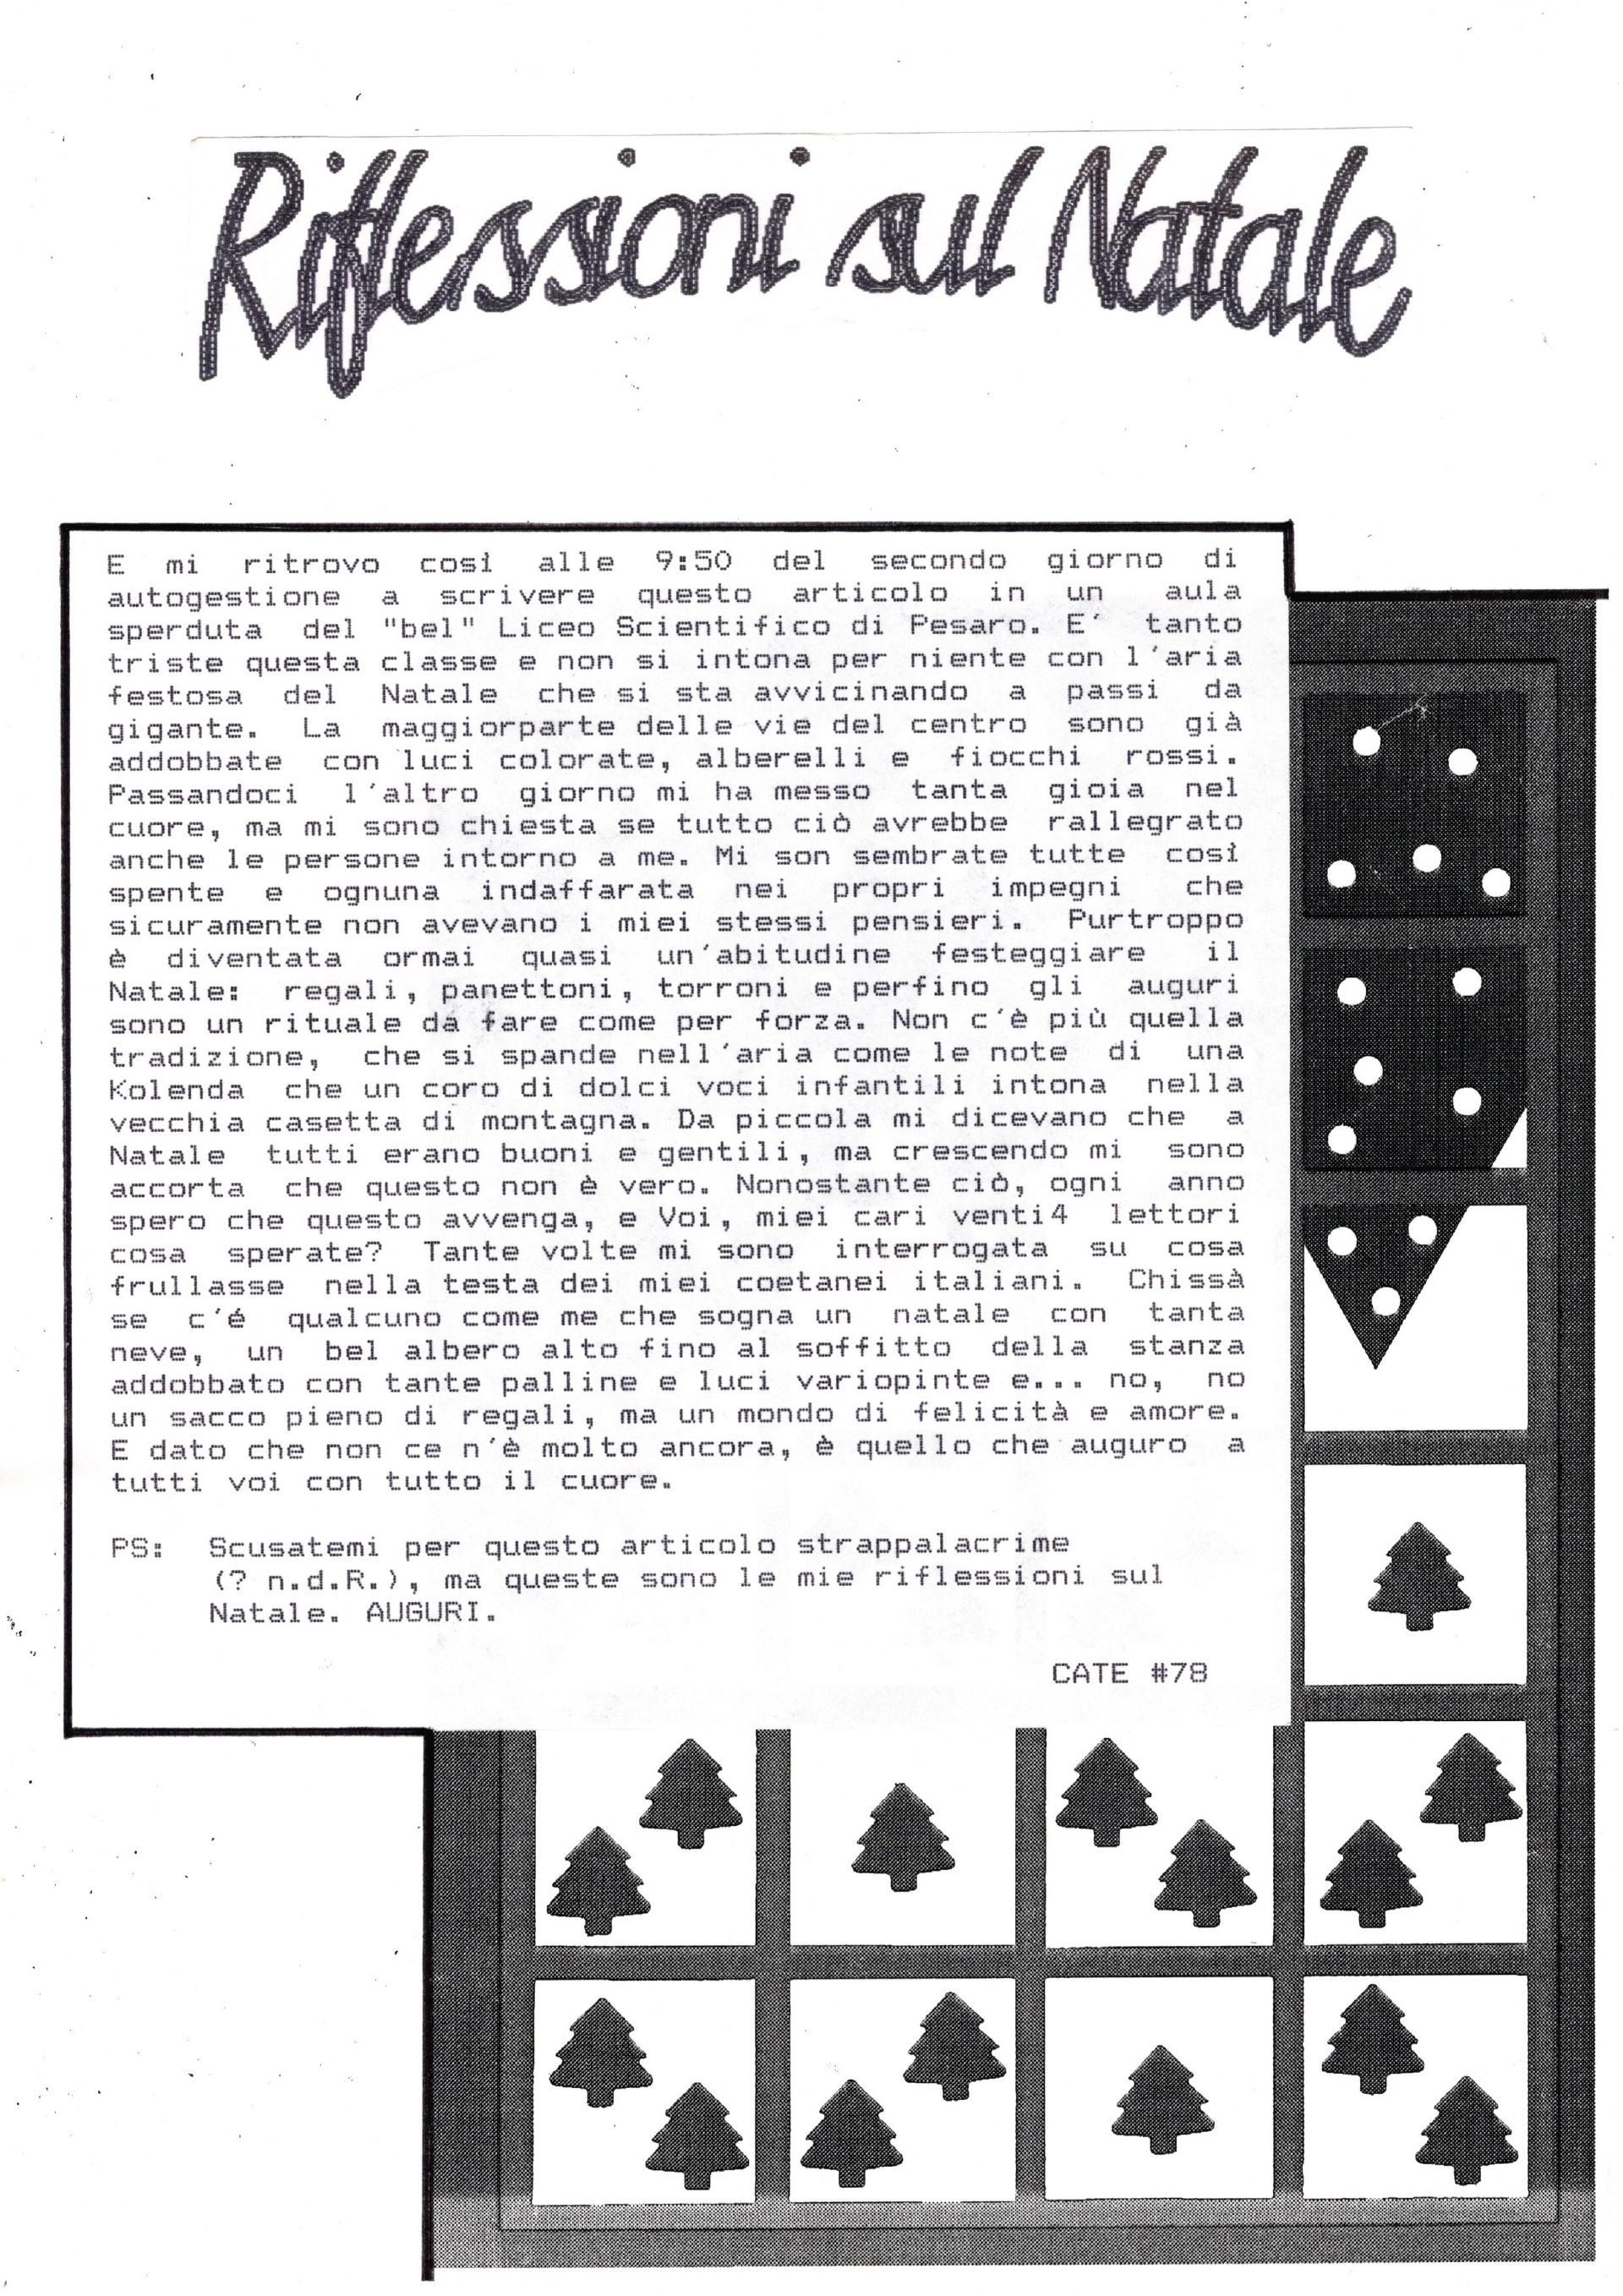 Riflessioni sul Natale
E mi ritrovo così alle 9:50 del secondo giorno di
autogestione a scrivere questo articolo in un aula
sperduta del "bel" Liceo Scientifico di Pesaro. E' tanto
triste questa classe e non si intona per niente con l'aria
festosa del Natale che si sta avvicinando a passi da
gigante. La maggiorparte delle vie del centro sono già
addobbate con luci colorate, alberelli e fiocchi rossi.
Passandoci l'altro giorno mi ha messo tanta gioia nel
cuore, ma mi sono chiesta se tutto ciò avrebbe rallegrato
anche le persone intorno a me. Mi son sembrate tutte così
spente e ognuna indaffarata nei propri impegni che
sicuramente non avevano i miei stessi pensieri. Purtroppo
è diventata ormai quasi un'abitudine festeggiare il
Natale: regali, panettoni, torroni e perfino gli auguri
sono un rituale da fare come per forza. Non c'è più quella
tradizione, che si spande nell'aria come le note di una
Kolenda che un coro di dolci voci infantili intona nella
vecchia casetta di montagna. Da piccola mi dicevano che a
Natale tutti erano buoni e gentili, ma crescendo mi sono
accorta che questo non è vero. Nonostante ciò, ogni anno
spero che questo avvenga, e Voi, miei cari venti4 lettori
cosa sperate? Tante volte mi sono interrogata su cosa
frullasse nella testa dei miei coetanei italiani. Chissà
se c'é qualcuno come me che sogna un natale con tanta
neve, un bel albero alto fino al soffitto della stanza
addobbato con tante palline e luci variopinte e... no, no
un sacco pieno di regali, ma un mondo di felicità e amore.
E dato che non ce n'è molto ancora, è quello che auguro a
tutti voi con tutto il cuore.
PS: Scusatemi per questo articolo strappalacrime
(? n.d.R.), ma queste sono le mie riflessioni sul
Natale. AUGURI.
CATE #78